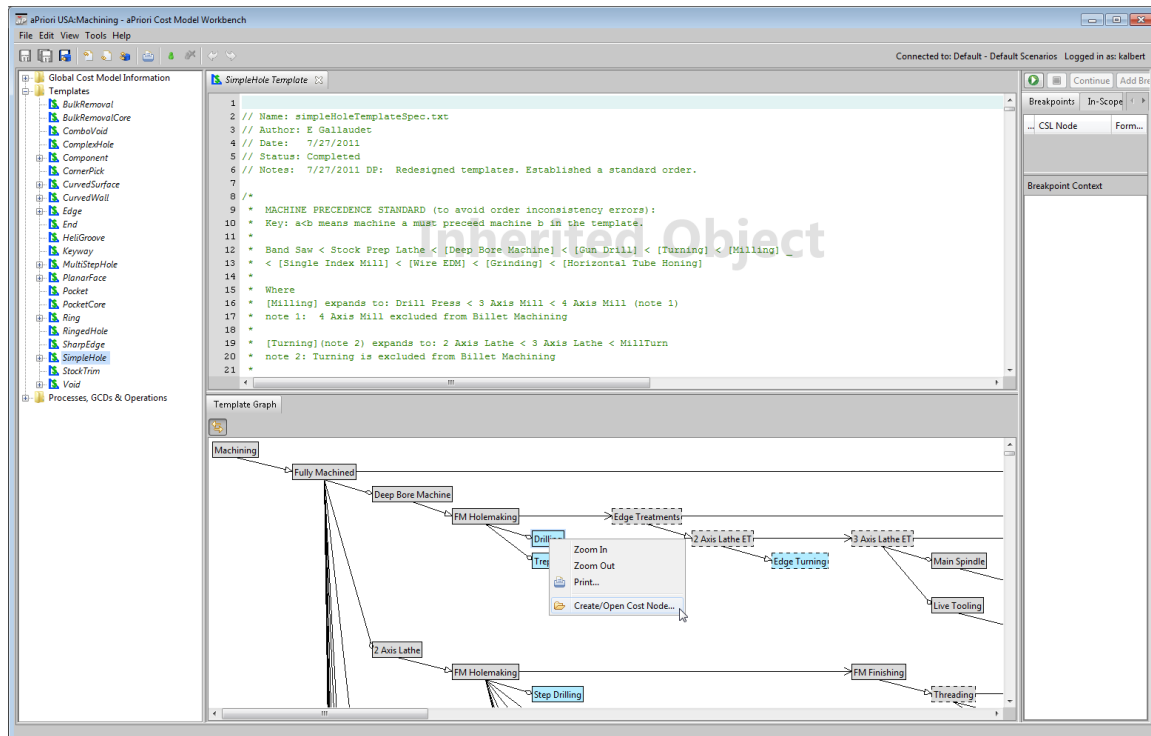 aPriori USA:Machining - aPriori Cost Model Workbench
File Edit View Tools Help
Connected to: Default - Default Scenarios Logged in as: kalbert
Global Cost Model Information
Templates
BulkRemoval
BulkRemovalCore
ComboVoid
ComplexHole
Component
CornerPick
CurvedSurface
CurvedWall
Edge
End
HeliGroove
Keyway
MultiStepHole
PlanarFace
Pocket
PocketCore
Ring
RingedHole
SharpEdge
SimpleHole
StockTrim
Void
Processes, GCDs & Operations
SimpleHole Template
1
2 // Name: simpleHoleTemplateSpec.txt
3 // Author: E Gallaudet
4 // Date: 7/27/2011
5 // Status: Completed
6 // Notes: 7/27/2011 DP: Redesigned templates. Established a standard order.
7
8 /*
9 * MACHINE PRECEDENCE STANDARD (to avoid order inconsistency errors):
10 * Key: a<b means machine a must preceed machine b in the template.
11 *
12 * Band Saw < Stock Prep Lathe < [Deep Bore Machine] < [Gun Drill] < [Turning] < [Milling] _
13 * < [Single Index Mill] < [Wire EDM] < [Grinding] < [Horizontal Tube Honing]
14 *
15 * Where
16 * [Milling] expands to: Drill Press < 3 Axis Mill < 4 Axis Mill (note 1)
17 * note 1: 4 Axis Mill excluded from Billet Machining
18 *
19 * [Turning](note 2) expands to: 2 Axis Lathe < 3 Axis Lathe < MillTurn
20 * note 2: Turning is excluded from Billet Machining
21 *
Inherited Object
Continue Add Bre
Breakpoints In-Scope
... CSL Node Form...
Breakpoint Context
Template Graph
Machining
Fully Machined
Deep Bore Machine
FM Holemaking Edge Treatments
Drilling 2 Axis Lathe ET 3 Axis Lathe ET
Trep Edge Turning Main Spindle
Zoom In
Zoom Out
Print...
Create/Open Cost Node...
Live Tooling
2 Axis Lathe
FM Holemaking FM Finishing
Step Drilling Threading